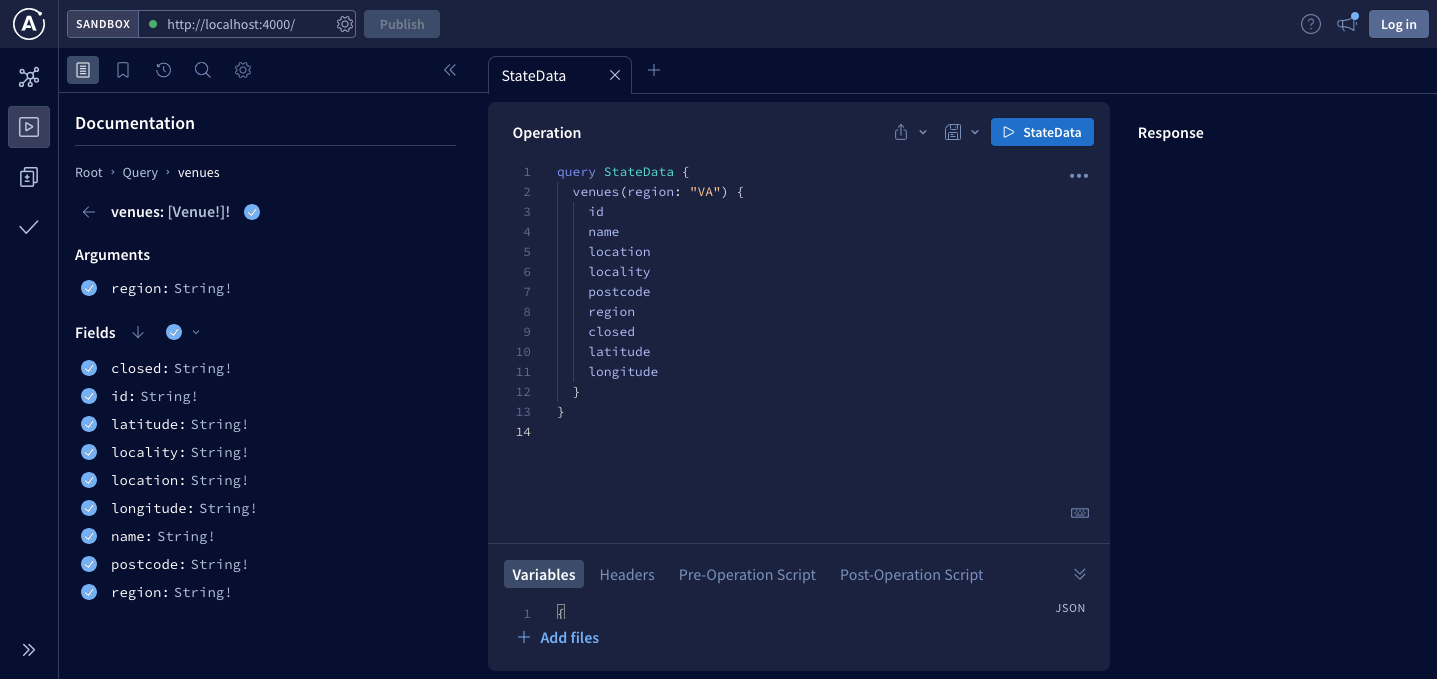 SANDBOX http://localhost:4000/ Publish Log in
StateData
Documentation
Root › Query › venues
venues: [Venue!]!
Arguments
region: String!
Fields
closed: String!
id: String!
latitude: String!
locality: String!
location: String!
longitude: String!
name: String!
postcode: String!
region: String!
Operation StateData
1 query StateData {
2 venues(region: "VA") {
3 id
4 name
5 location
6 locality
7 postcode
8 region
9 closed
10 latitude
11 longitude
12 }
13 }
14
Variables Headers Pre-Operation Script Post-Operation Script
1 { JSON
+ Add files
Response